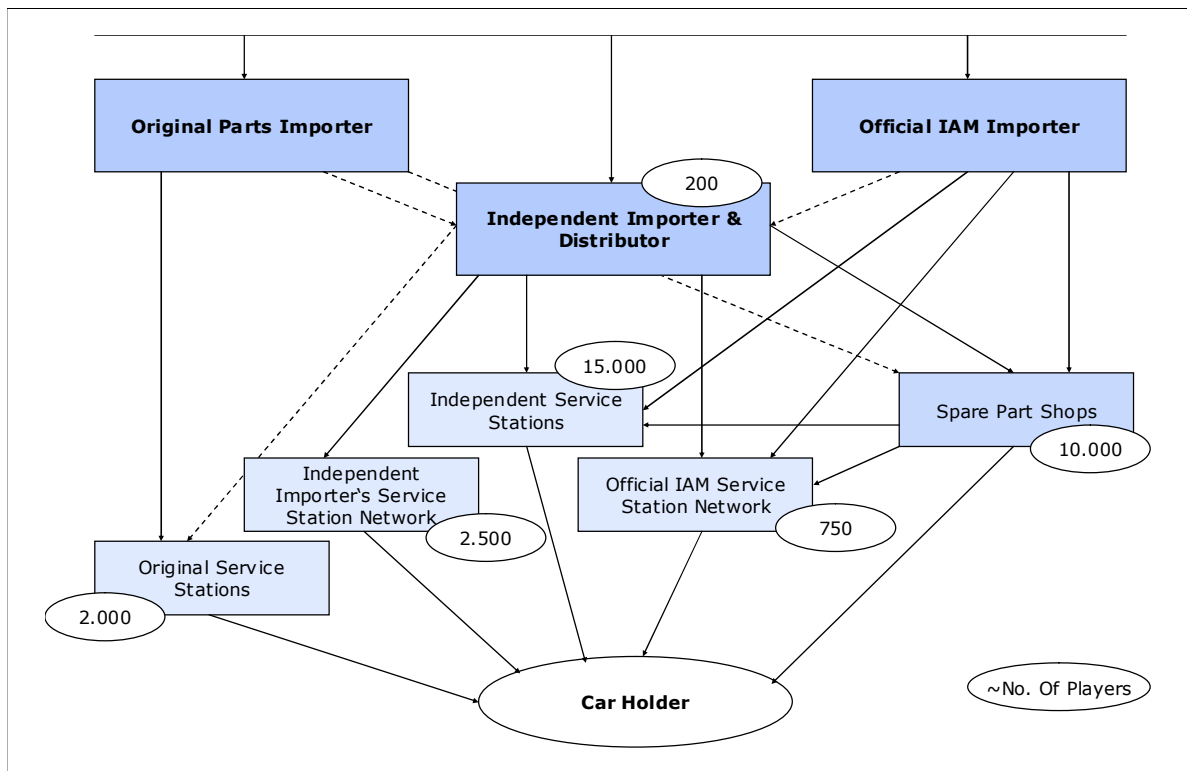 Original Parts Importer
Official IAM Importer
200
Independent Importer &
Distributor
15.000
Independent Service
Stations
Spare Part Shops
10.000
Independent
Importer‘s Service
Station Network
2.500
Official IAM Service
Station Network
750
Original Service
Stations
2.000
Car Holder
~No. Of Players